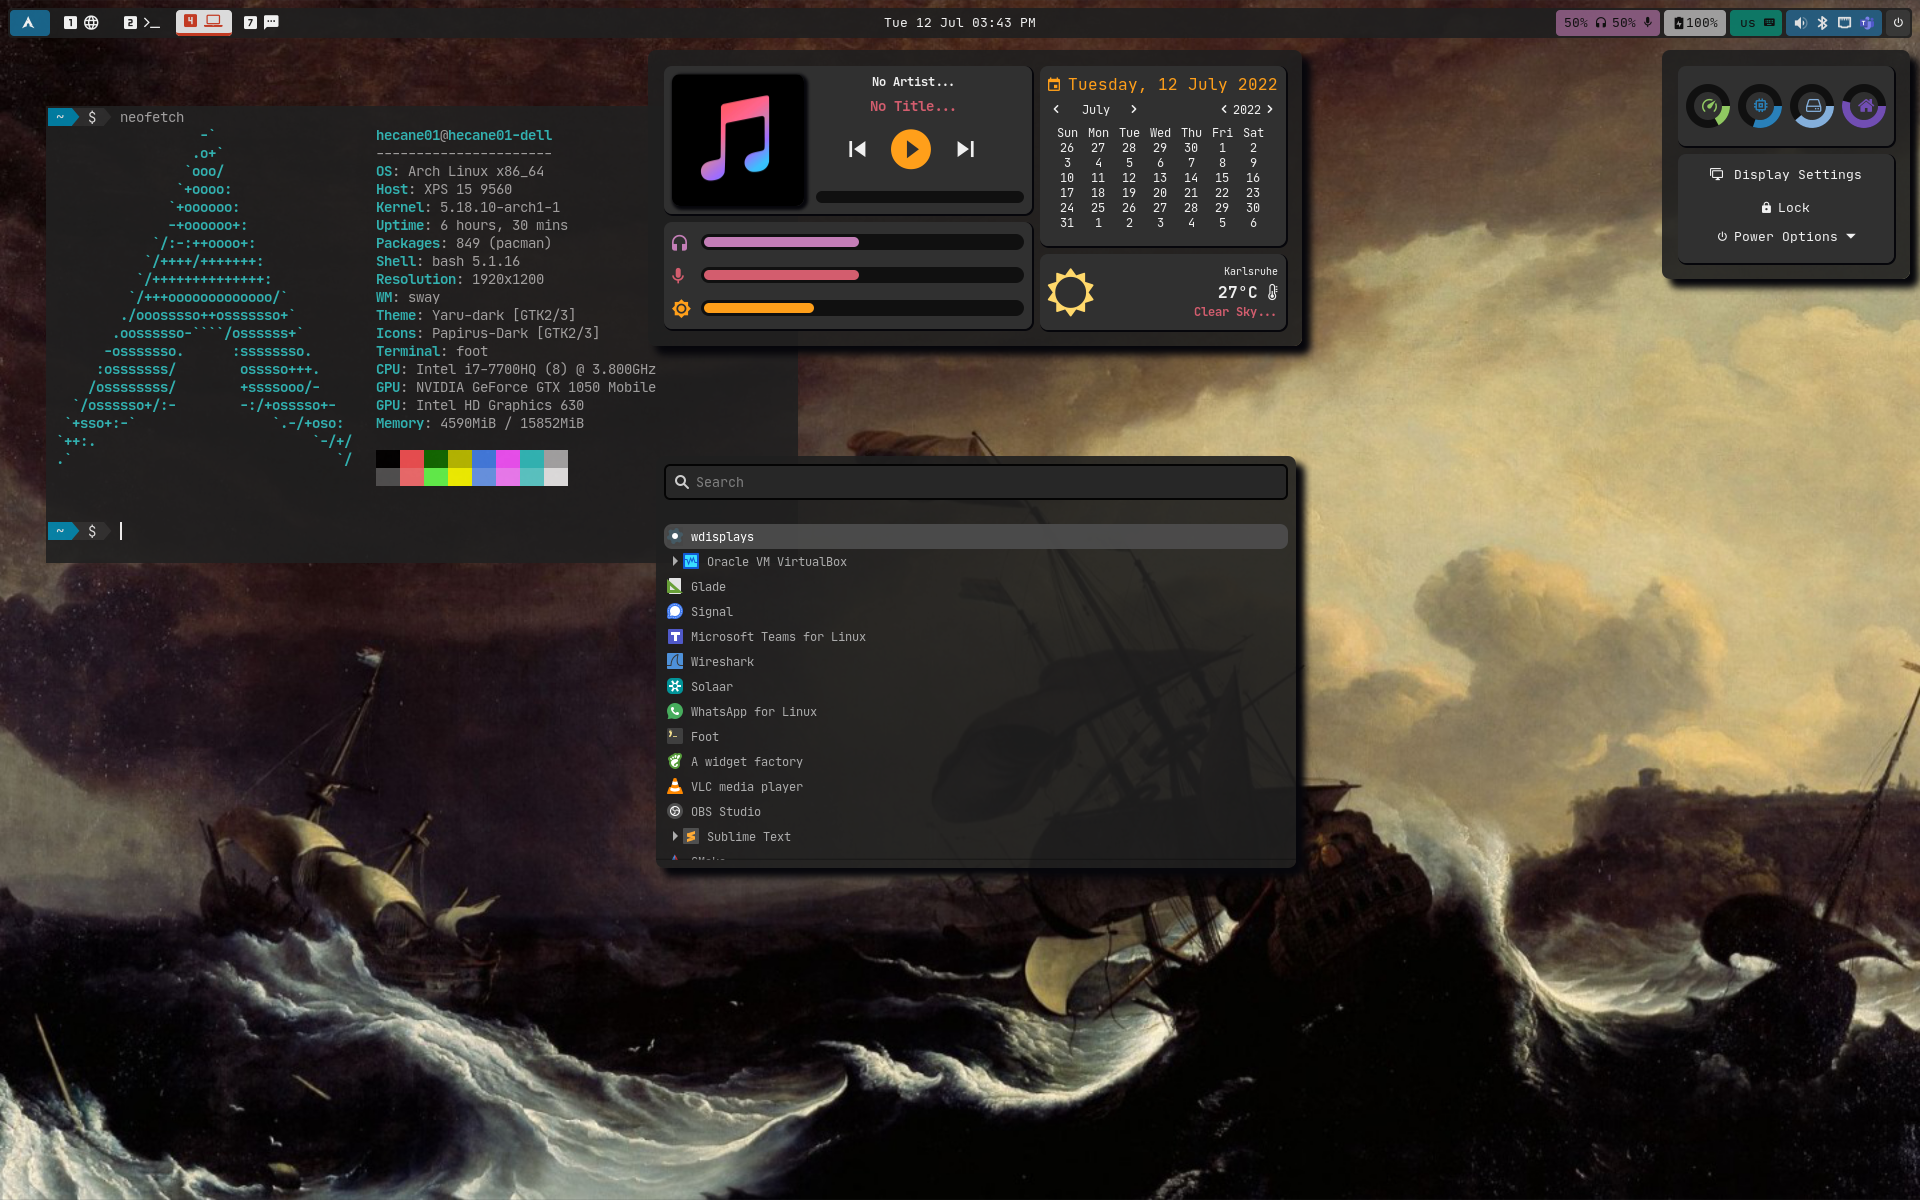 1 2 4 7
Tue 12 Jul 03:43 PM
50% 50% 100% us
~ $ neofetch
hecane01@hecane01-dell
----------------------
OS: Arch Linux x86_64
Host: XPS 15 9560
Kernel: 5.18.10-arch1-1
Uptime: 6 hours, 30 mins
Packages: 849 (pacman)
Shell: bash 5.1.16
Resolution: 1920x1200
WM: sway
Theme: Yaru-dark [GTK2/3]
Icons: Papirus-Dark [GTK2/3]
Terminal: foot
CPU: Intel i7-7700HQ (8) @ 3.800GHz
GPU: NVIDIA GeForce GTX 1050 Mobile
GPU: Intel HD Graphics 630
Memory: 4590MiB / 15852MiB
~ $
No Artist...
No Title...
Tuesday, 12 July 2022
July 2022
Sun Mon Tue Wed Thu Fri Sat
26 27 28 29 30 1 2
3 4 5 6 7 8 9
10 11 12 13 14 15 16
17 18 19 20 21 22 23
24 25 26 27 28 29 30
31 1 2 3 4 5 6
Karlsruhe
27°C
Clear Sky...
Display Settings
Lock
Power Options
Search
wdisplays
Oracle VM VirtualBox
Glade
Signal
Microsoft Teams for Linux
Wireshark
Solaar
WhatsApp for Linux
Foot
A widget factory
VLC media player
OBS Studio
Sublime Text